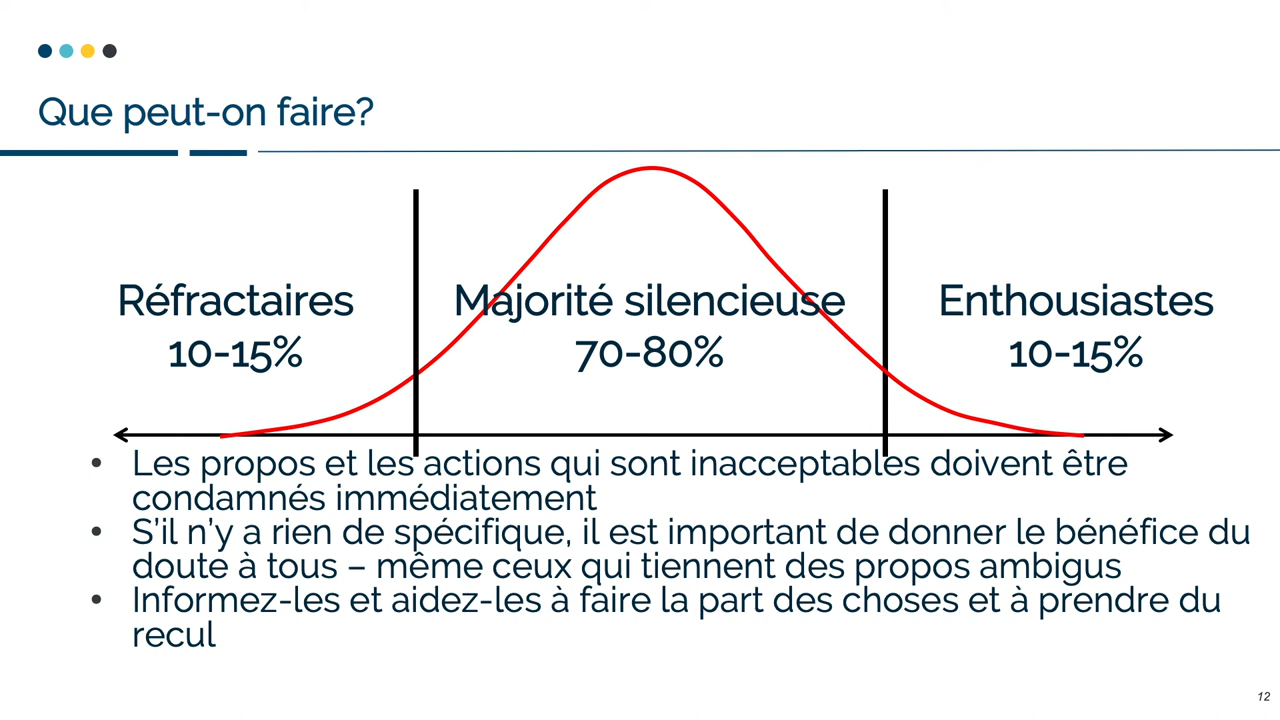 Que peut-on faire?
Réfractaires
10-15%
Majorité silencieuse
70-80%
Enthousiastes
10-15%
• Les propos et les actions qui sont inacceptables doivent être
condamnés immédiatement
• S'il n'y a rien de spécifique, il est important de donner le bénéfice du
doute à tous – même ceux qui tiennent des propos ambigus
• Informez-les et aidez-les à faire la part des choses et à prendre du
recul
12